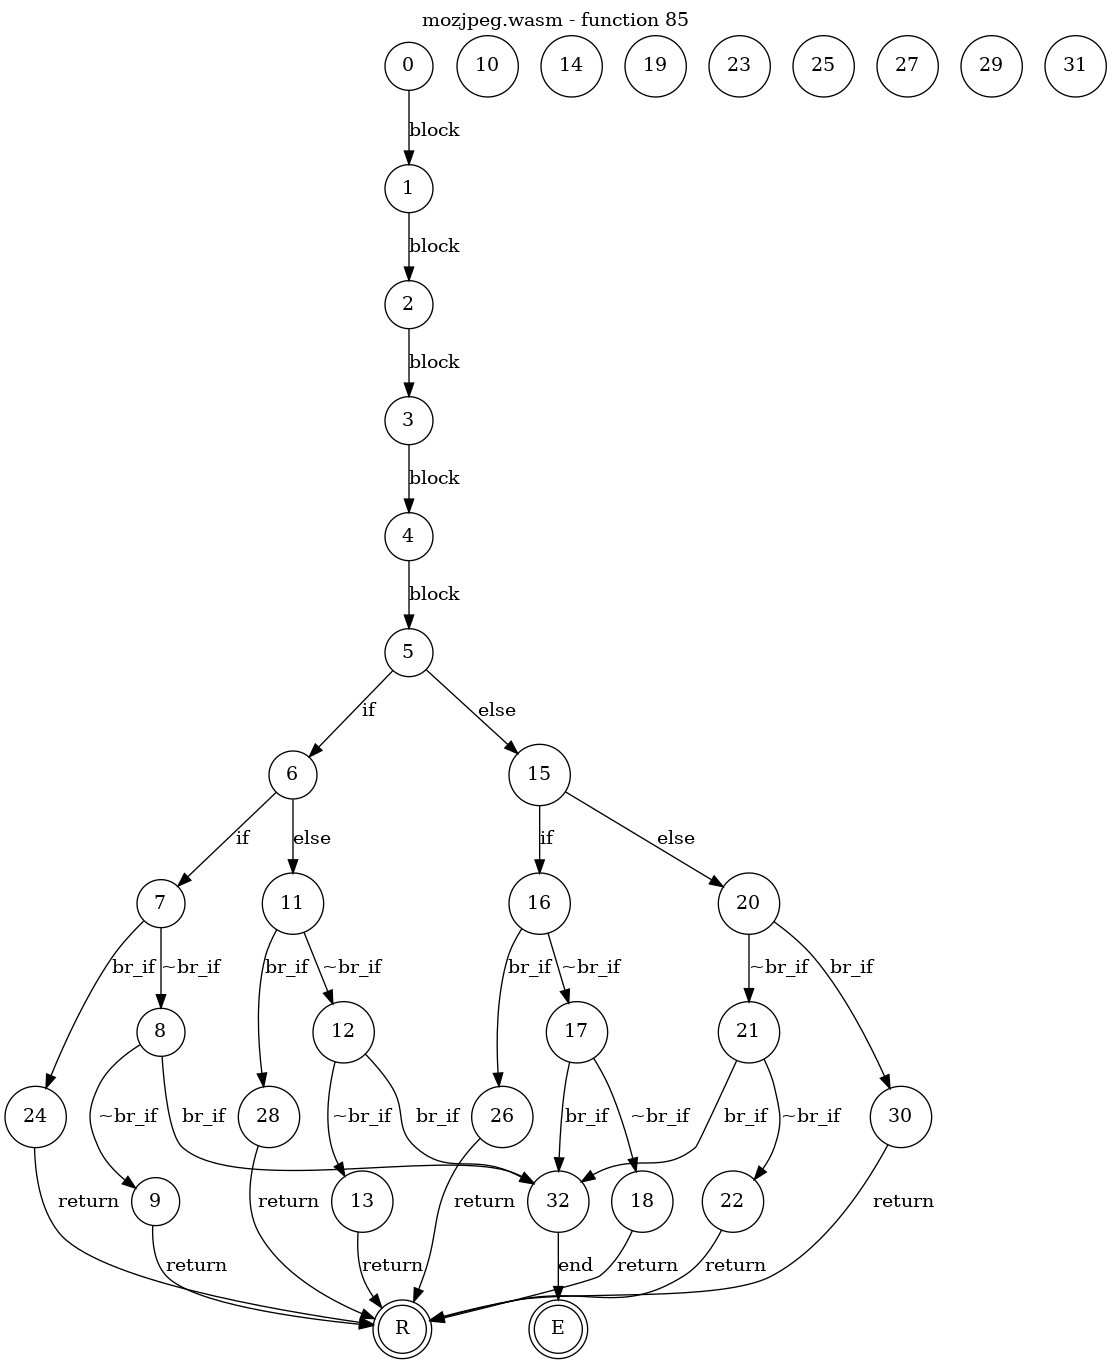 mozjpeg.wasm - function 85
0 10 14 19 23 25 27 29 31
block
1
block
2
block
3
block
4
block
5
if else
6 15
if else if else
7 11 16 20
br_if ~br_if br_if ~br_if br_if ~br_if ~br_if br_if
8 12 17 21
24 ~br_if br_if 28 ~br_if br_if 26 br_if ~br_if br_if ~br_if 30
return 9 return 13 return 32 18 22 return
return return end return return
R E